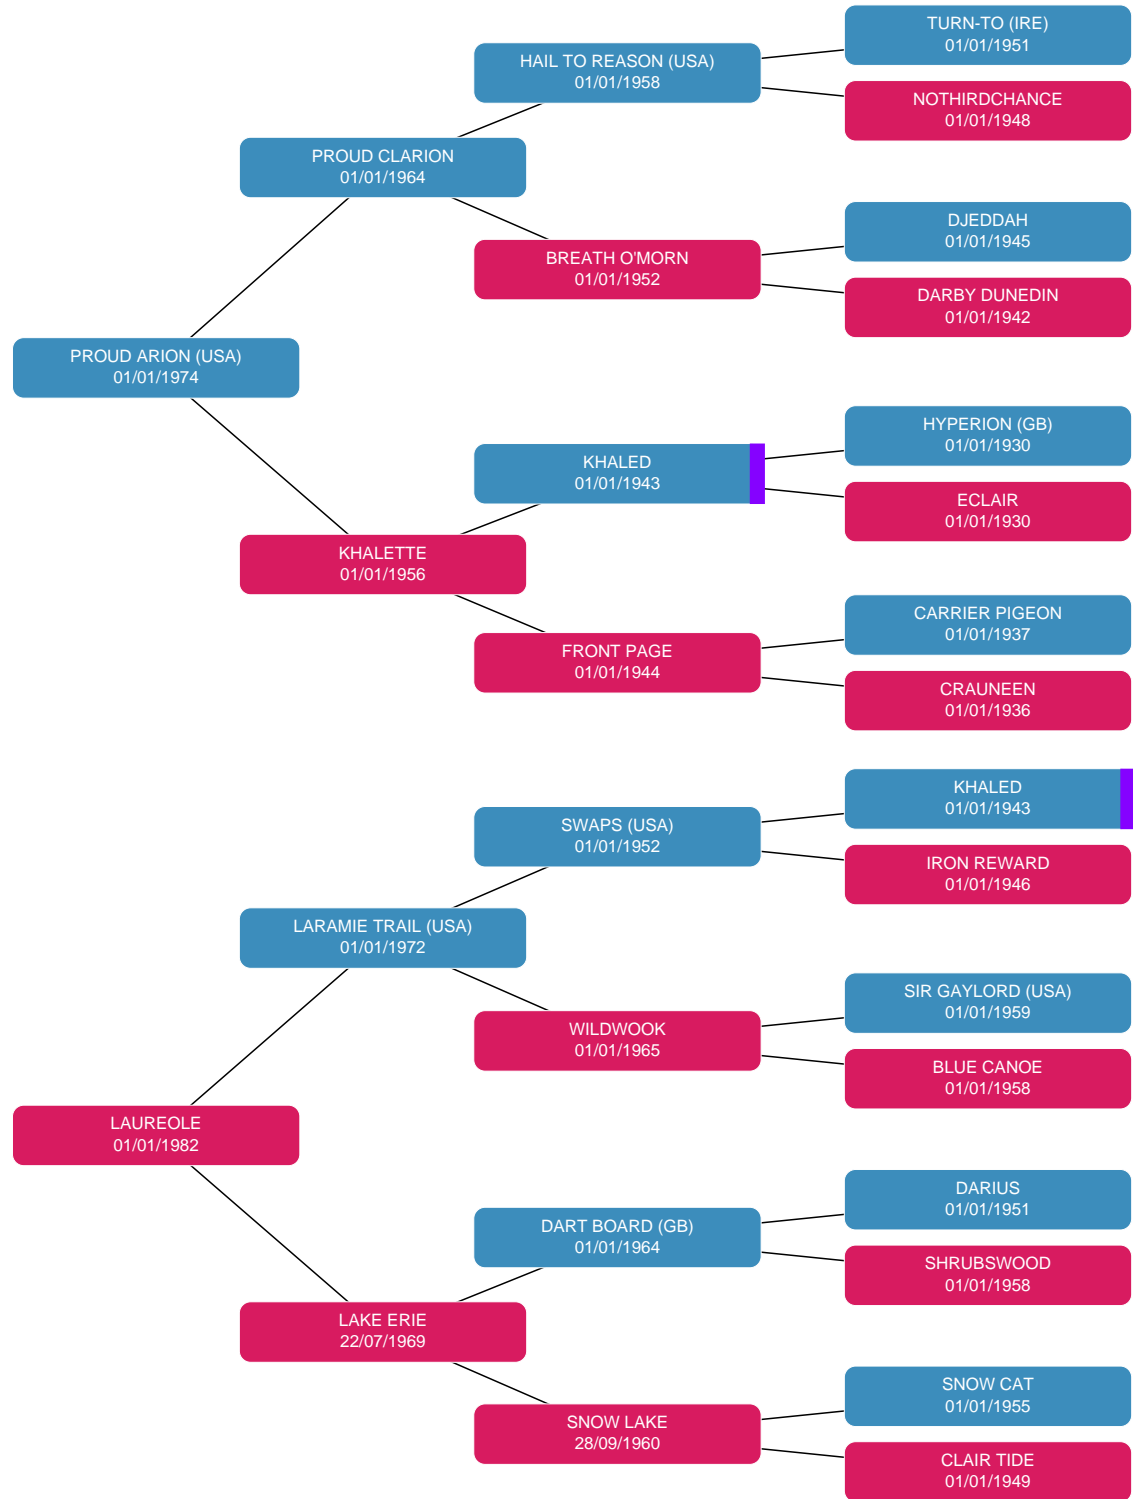 TURN-TO (IRE)
01/01/1951
HAIL TO REASON (USA)
01/01/1958
NOTHIRDCHANCE
01/01/1948
PROUD CLARION
01/01/1964
DJEDDAH
01/01/1945
BREATH O'MORN
01/01/1952
DARBY DUNEDIN
01/01/1942
PROUD ARION (USA)
01/01/1974
HYPERION (GB)
01/01/1930
KHALED
01/01/1943
ECLAIR
01/01/1930
KHALETTE
01/01/1956
CARRIER PIGEON
01/01/1937
FRONT PAGE
01/01/1944
CRAUNEEN
01/01/1936
KHALED
01/01/1943
SWAPS (USA)
01/01/1952
IRON REWARD
01/01/1946
LARAMIE TRAIL (USA)
01/01/1972
SIR GAYLORD (USA)
01/01/1959
WILDWOOK
01/01/1965
BLUE CANOE
01/01/1958
LAUREOLE
01/01/1982
DARIUS
01/01/1951
DART BOARD (GB)
01/01/1964
SHRUBSWOOD
01/01/1958
LAKE ERIE
22/07/1969
SNOW CAT
01/01/1955
SNOW LAKE
28/09/1960
CLAIR TIDE
01/01/1949